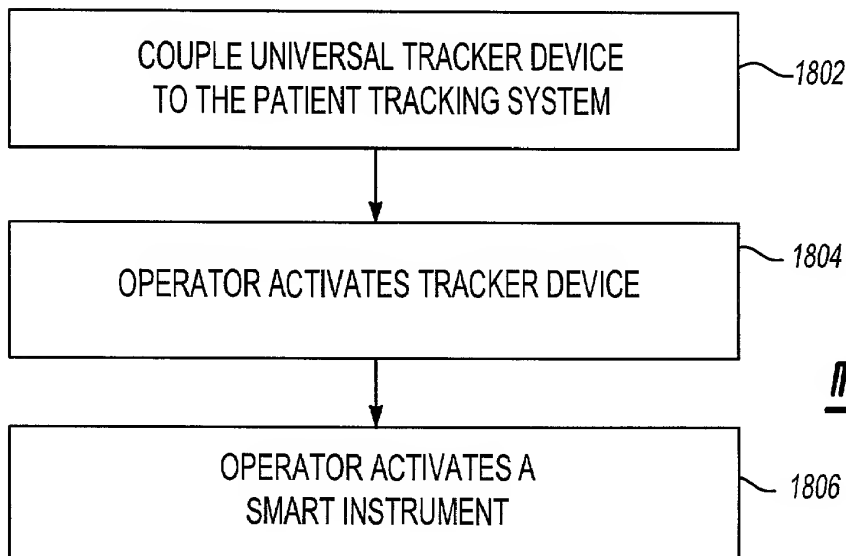 COUPLE UNIVERSAL TRACKER DEVICE
TO THE PATIENT TRACKING SYSTEM
1802
OPERATOR ACTIVATES TRACKER DEVICE
1804
OPERATOR ACTIVATES A
SMART INSTRUMENT
1806